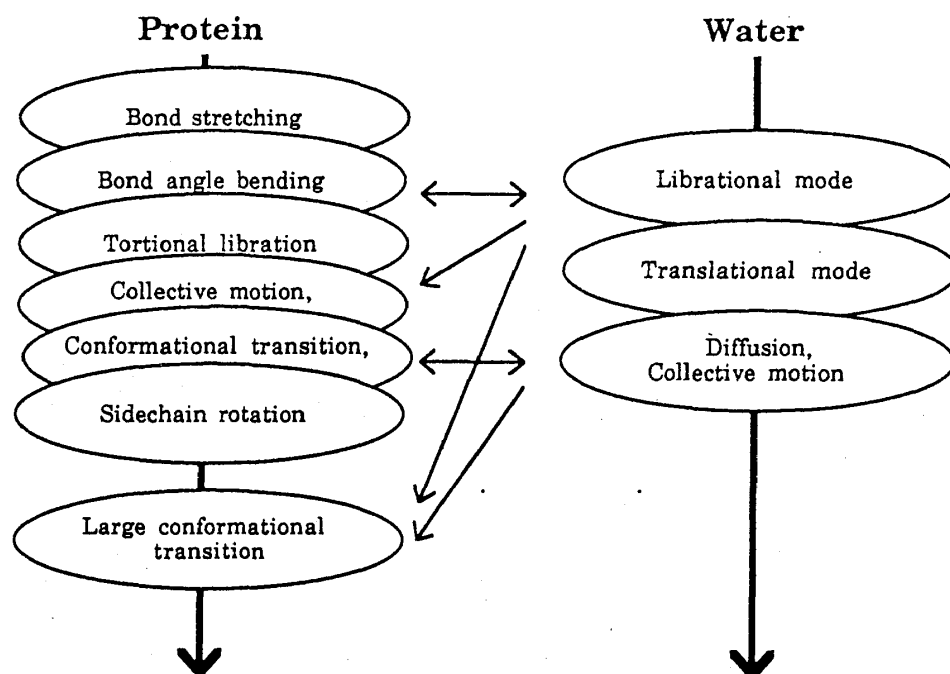 Protein
Bond stretching
Bond angle bending
Tortional libration
Collective motion,
Conformational transition,
Sidechain rotation
Large conformational
transition
Water
Librational mode
Translational mode
Diffusion,
Collective motion